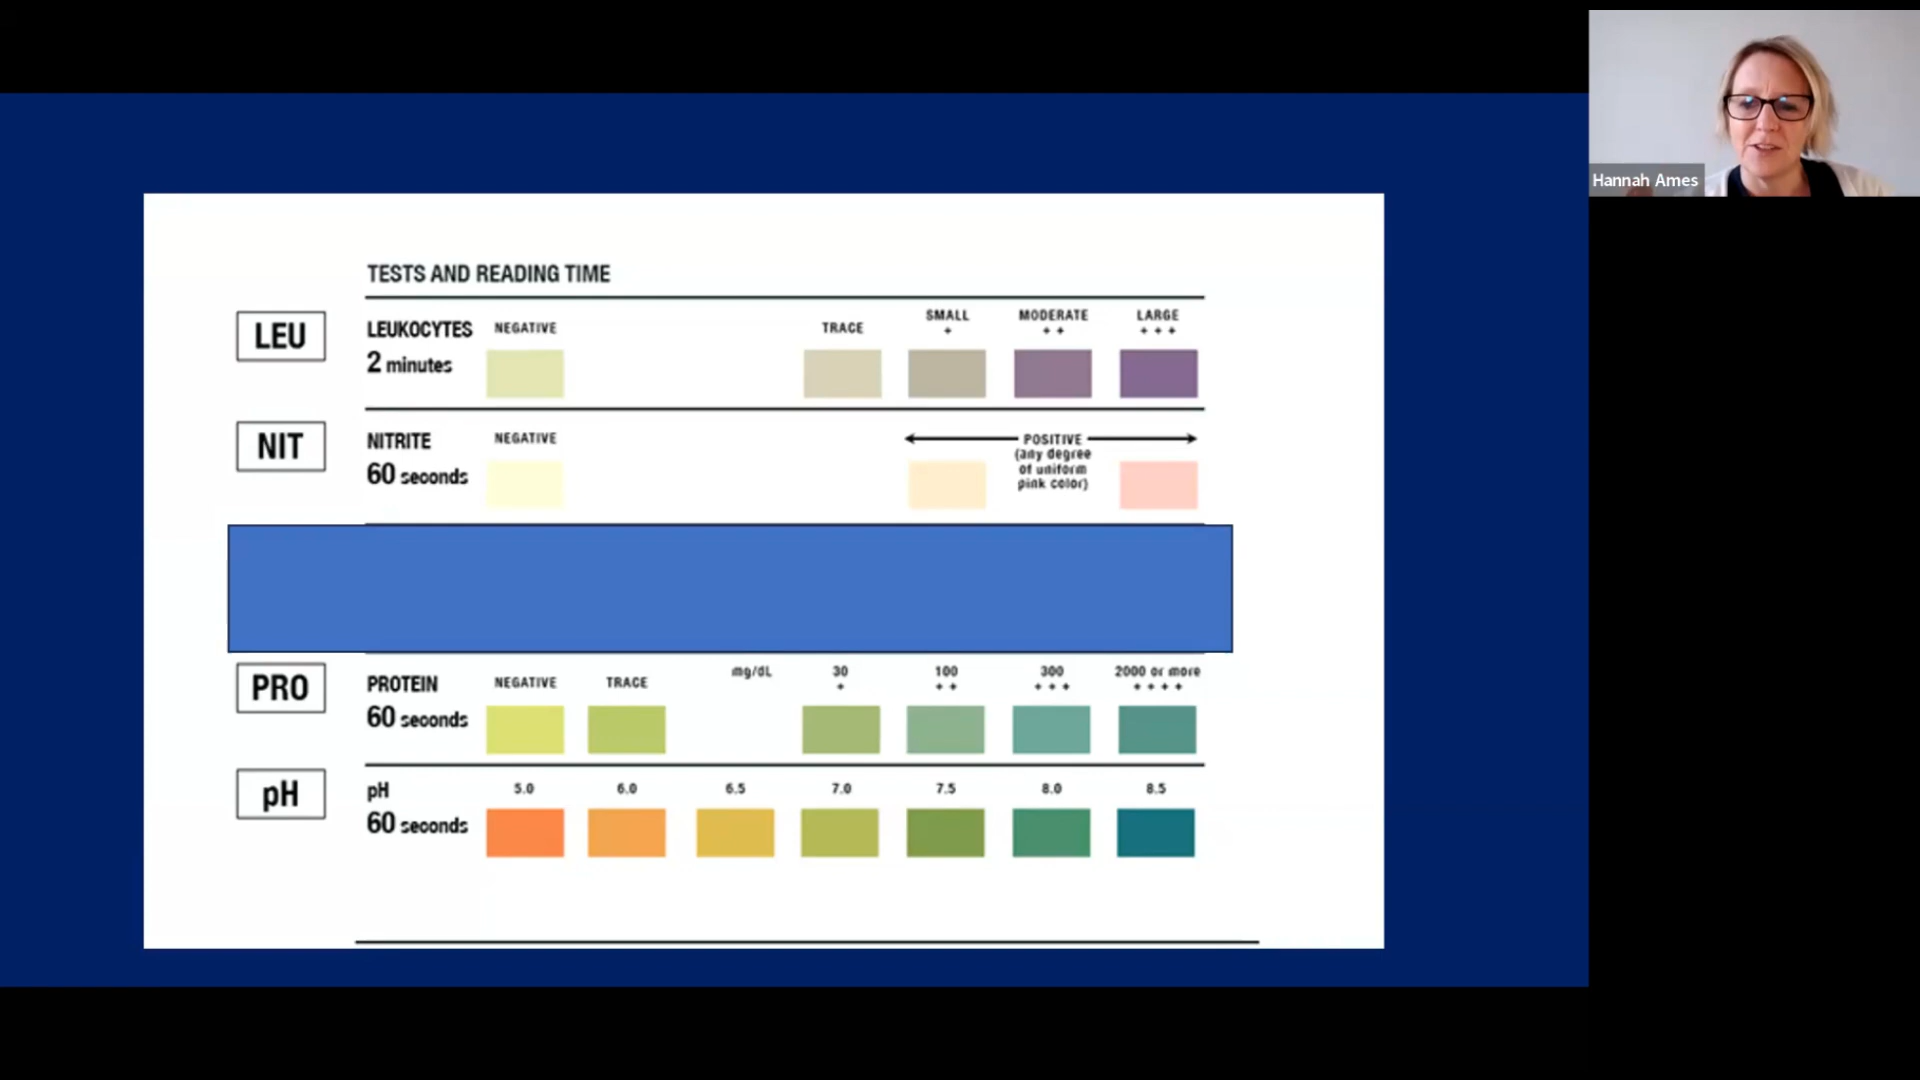 Hannah Ames
TESTS AND READING TIME
LEU
LEUKOCYTES
2 minutes
NEGATIVE
TRACE
SMALL
+
MODERATE
+ +
LARGE
+ + +
NIT
NITRITE
60 seconds
NEGATIVE
POSITIVE
(any degree
of uniform
pink color)
PRO
PROTEIN
60 seconds
NEGATIVE
TRACE
mg/dL
30
+
100
+ +
300
+ + +
2000 or more
+ + + +
pH
pH
60 seconds
5.0
6.0
6.5
7.0
7.5
8.0
8.5